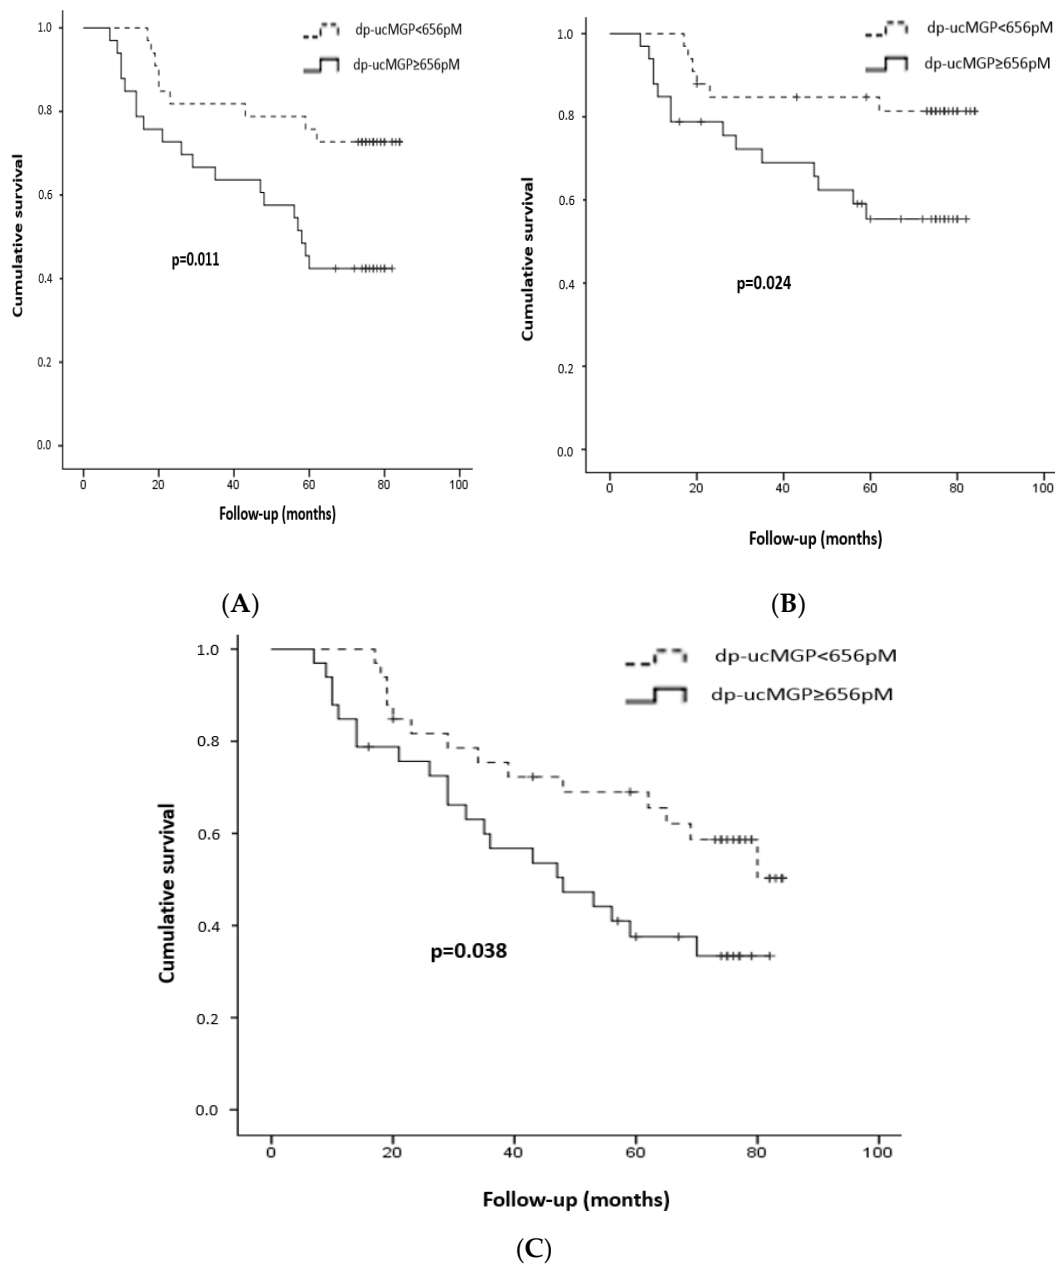 dp-ucMGP<656pM
dp-ucMGP≥656pM
1.0
0.8
0.6
0.4
0.2
0.0
Cumulative survival
p=0.011
0 20 40 60 80 100
Follow-up (months)
(A)
dp-ucMGP<656pM
dp-ucMGP≥656pM
1.0
0.8
0.6
0.4
0.2
0.0
Cumulative survival
p=0.024
0 20 40 60 80 100
Follow-up (months)
(B)
dp-ucMGP<656pM
dp-ucMGP≥656pM
1.0
0.8
0.6
0.4
0.2
0.0
Cumulative survival
p=0.038
0 20 40 60 80 100
Follow-up (months)
(C)